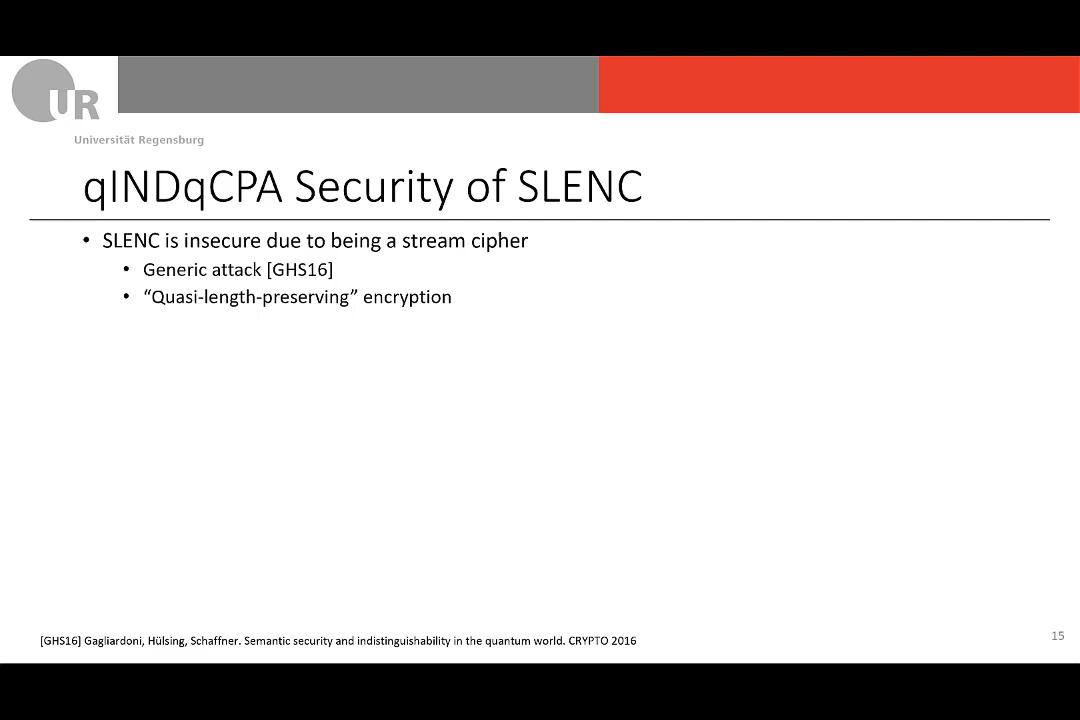 UR
Universität Regensburg
qINDqCPA Security of SLENC
• SLENC is insecure due to being a stream cipher
• Generic attack [GHS16]
• “Quasi-length-preserving” encryption
[GHS16] Gagliardoni, Hülsing, Schaffner. Semantic security and indistinguishability in the quantum world. CRYPTO 2016
15